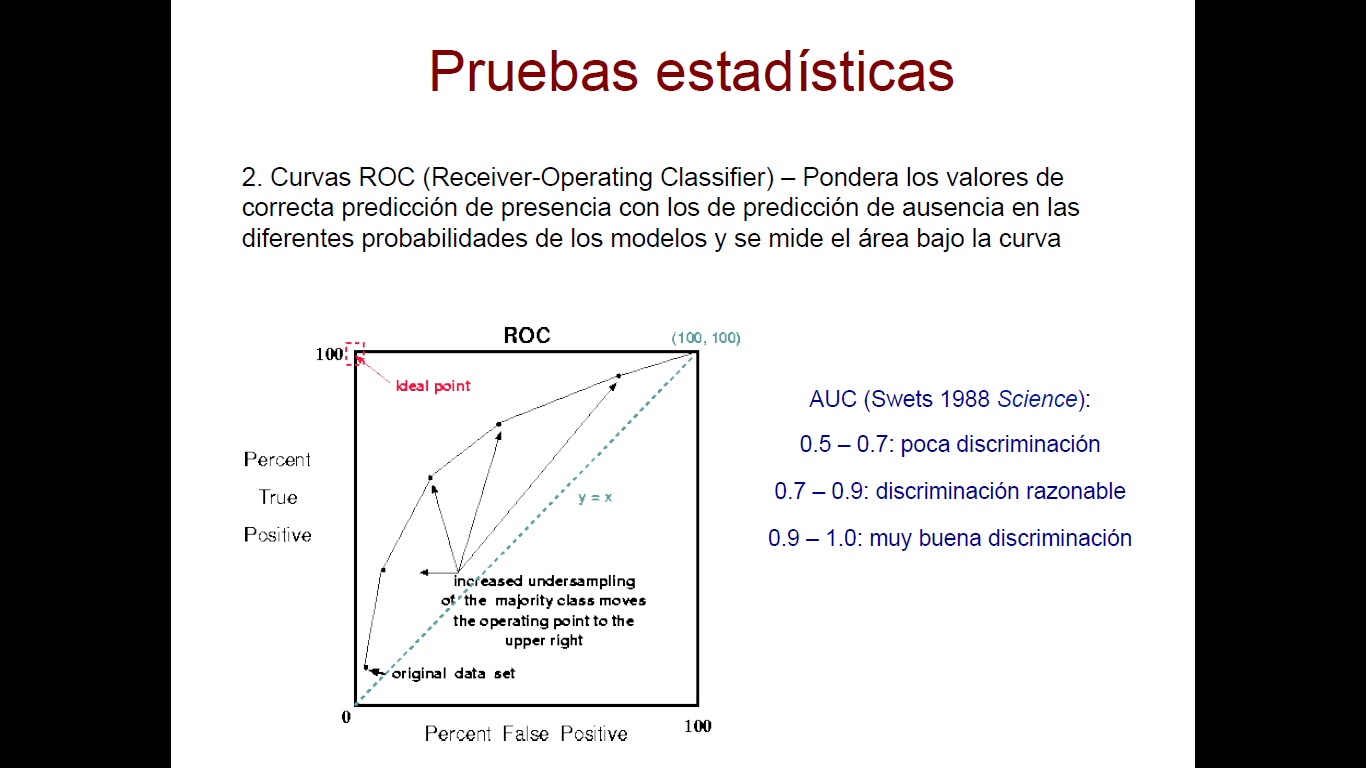 Pruebas estadísticas
2. Curvas ROC (Receiver-Operating Classifier) – Pondera los valores de
correcta predicción de presencia con los de predicción de ausencia en las
diferentes probabilidades de los modelos y se mide el área bajo la curva
ROC
(100, 100)
100
Ideal point
Percent
True
Positive
y = x
increased undersampling
of the majority class moves
the operating point to the
upper right
original data set
0
100
Percent False Positive
AUC (Swets 1988 Science):
0.5 – 0.7: poca discriminación
0.7 – 0.9: discriminación razonable
0.9 – 1.0: muy buena discriminación